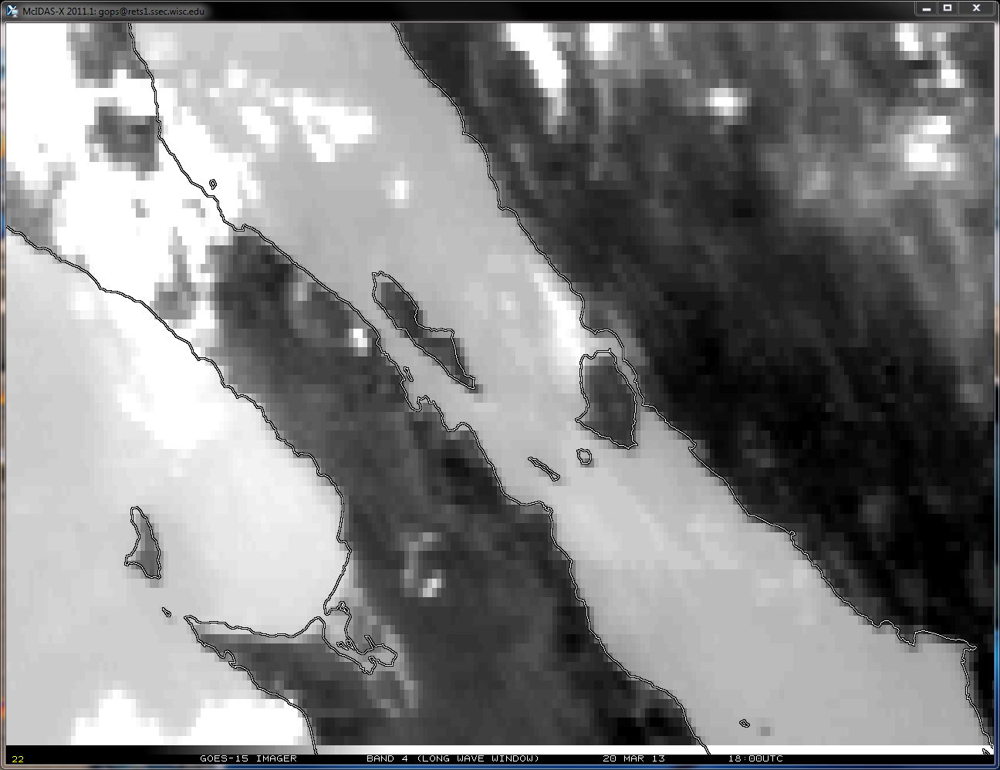 McIDAS-X 2011.1: gops@rets1.ssec.wisc.edu
22 GOES-15 IMAGER BAND 4 (LONG WAVE WINDOW) 20 MAR 13 18:00UTC